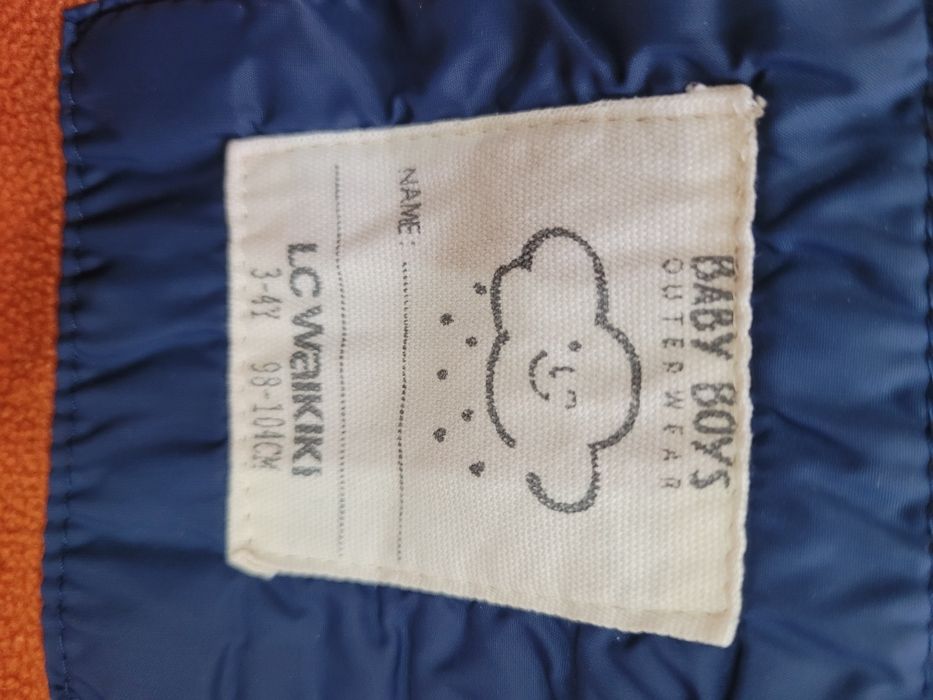 BABY BOYS
OUTERWEAR
NAME:
LC WAIKIKI
3-4Y 98-104CM